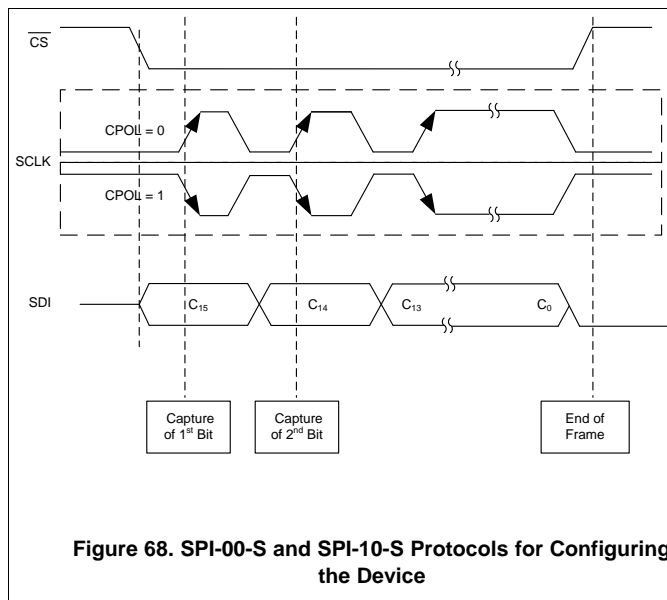 CS
CPOL = 0
SCLK
CPOL = 1
SDI
C15
C14
C13
C0
Capture
of 1st Bit
Capture
of 2nd Bit
End of
Frame
Figure 68. SPI-00-S and SPI-10-S Protocols for Configuring
the Device